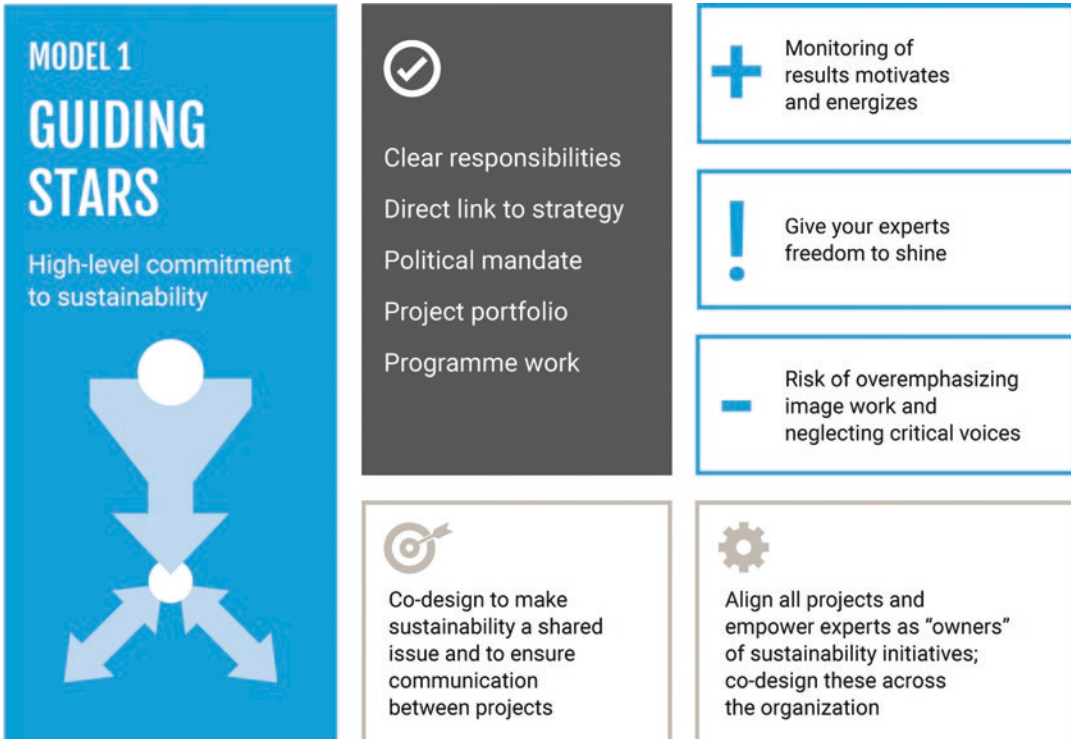 MODEL 1
GUIDING
STARS
High-level commitment
to sustainability
Clear responsibilities
Direct link to strategy
Political mandate
Project portfolio
Programme work
Monitoring of
results motivates
and energizes
Give your experts
freedom to shine
Risk of overemphasizing
image work and
neglecting critical voices
Co-design to make
sustainability a shared
issue and to ensure
communication
between projects
Align all projects and
empower experts as “owners”
of sustainability initiatives;
co-design these across
the organization